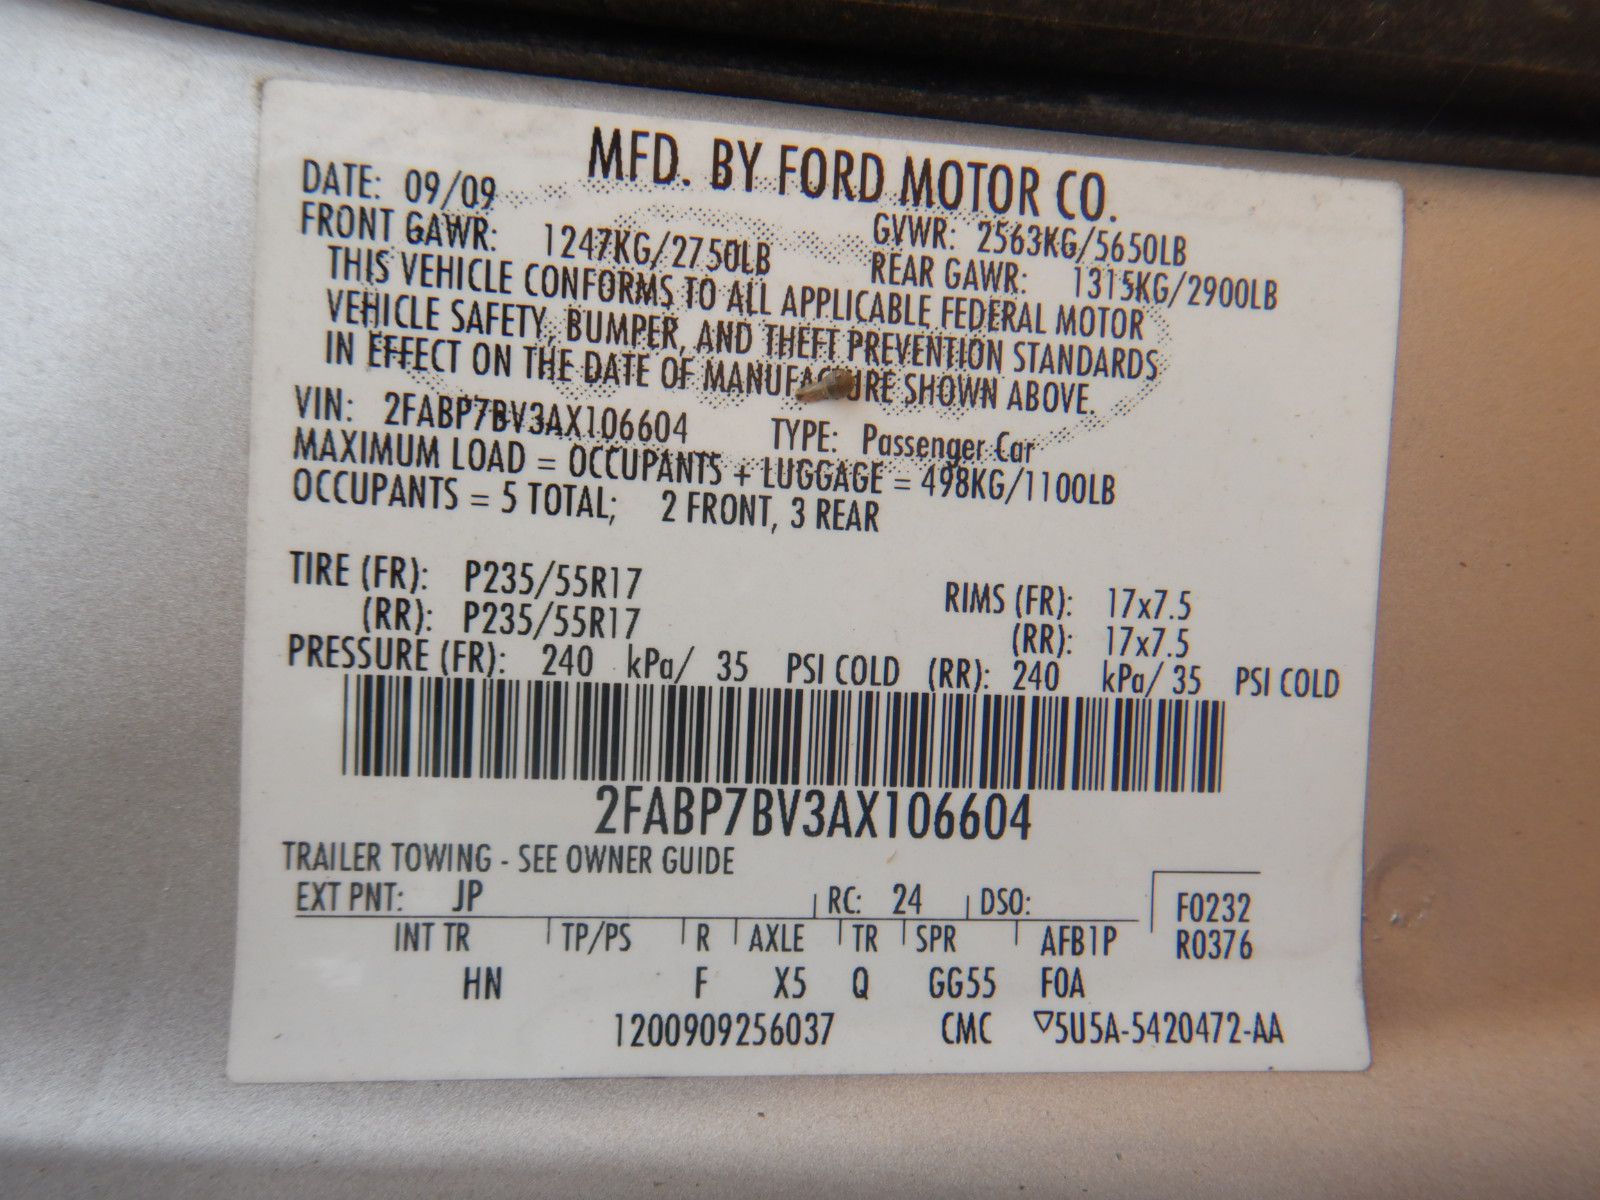 MFD. BY FORD MOTOR CO.
DATE: 09/09 GVWR: 2563KG/5650LB
FRONT GAWR: 1247KG/2750LB REAR GAWR: 1315KG/2900LB
THIS VEHICLE CONFORMS TO ALL APPLICABLE FEDERAL MOTOR
VEHICLE SAFETY, BUMPER, AND THEFT PREVENTION STANDARDS
IN EFFECT ON THE DATE OF MANUFACTURE SHOWN ABOVE.
VIN: 2FABP7BV3AX106604 TYPE: Passenger Car
MAXIMUM LOAD = OCCUPANTS + LUGGAGE = 498KG/1100LB
OCCUPANTS = 5 TOTAL; 2 FRONT, 3 REAR
TIRE (FR): P235/55R17 RIMS (FR): 17x7.5
(RR): P235/55R17 (RR): 17x7.5
PRESSURE (FR): 240 kPa/ 35 PSI COLD (RR): 240 kPa/ 35 PSI COLD
2FABP7BV3AX106604
TRAILER TOWING - SEE OWNER GUIDE
EXT PNT: JP RC: 24 DSO: F0232
INT TR TP/PS R AXLE TR SPR AFB1P R0376
HN F X5 Q GG55 F0A
1200909256037 CMC ▽5U5A-5420472-AA